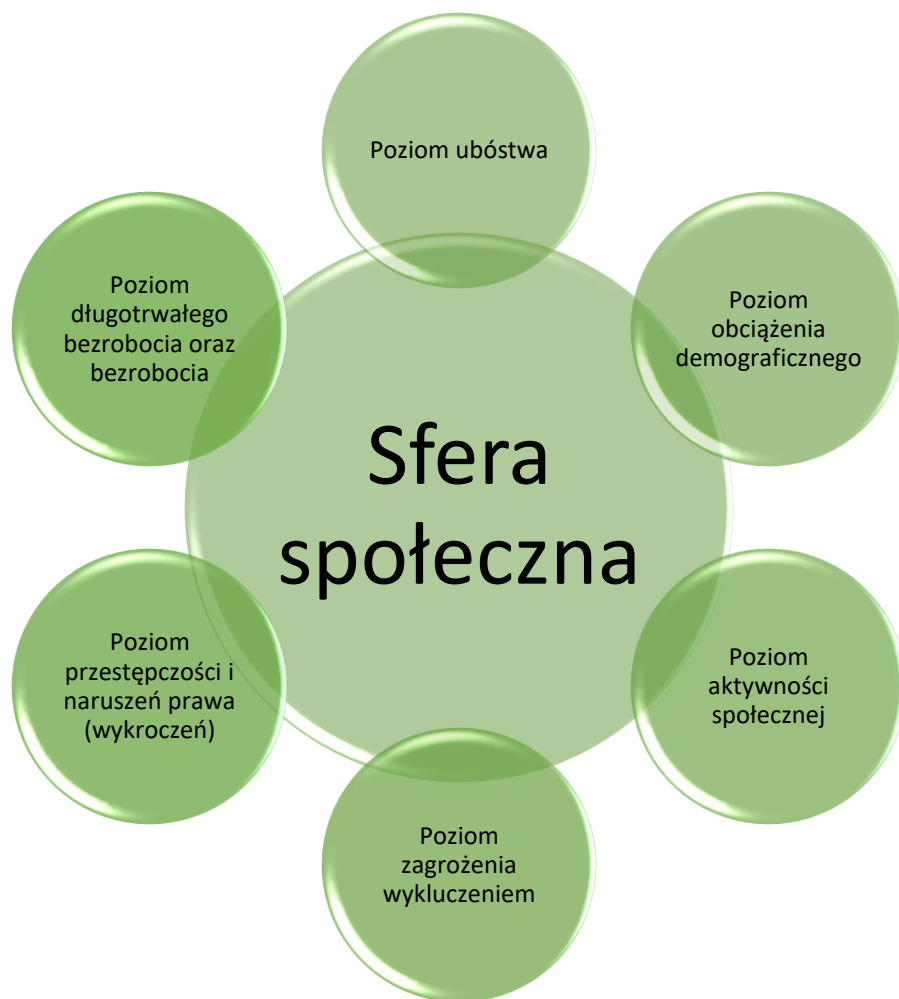 Poziom ubóstwa
Poziom
obciążenia
demograficznego
Poziom
aktywności
społecznej
Poziom
zagrożenia
wykluczeniem
Poziom
przestępczości i
naruszeń prawa
(wykroczeń)
Poziom
długotrwałego
bezrobocia oraz
bezrobocia
Sfera
społeczna